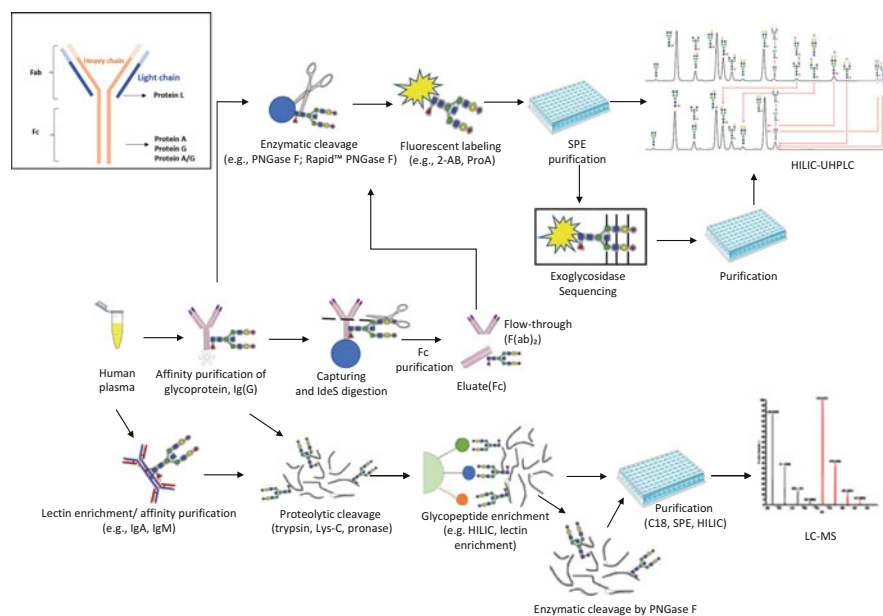 Fab
Heavy chain
Light chain
Protein L
Fc
Protein A
Protein G
Protein A/G
Enzymatic cleavage
(e.g., PNGase F; Rapid™ PNGase F)
Fluorescent labeling
(e.g., 2-AB, ProA)
SPE
purification
HILIC-UHPLC
Exoglycosidase
Sequencing
Purification
Human
plasma
Affinity purification of
glycoprotein, Ig(G)
Capturing
and IdeS digestion
Fc
purification
Flow-through
(F(ab)₂)
Eluate(Fc)
Lectin enrichment/ affinity purification
(e.g., IgA, IgM)
Proteolytic cleavage
(trypsin, Lys-C, pronase)
Glycopeptide enrichment
(e.g. HILIC, lectin
enrichment)
Purification
(C18, SPE, HILIC)
LC-MS
Enzymatic cleavage by PNGase F